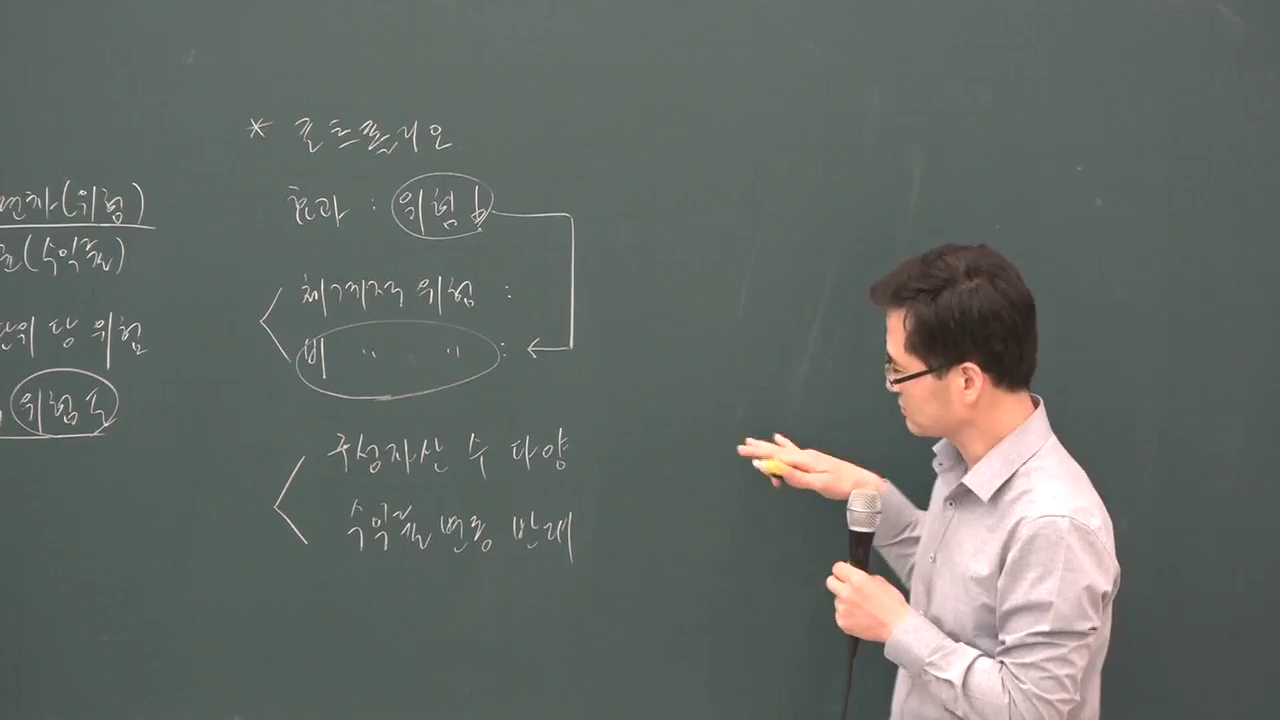 편차(위험)
률(수익률)
단위 당 위험
위험도
* 포트폴리오
효과 : 위험↓
체계적 위험 :
비 〃 〃 :
구성자산 수 다양
수익률 변동 반대